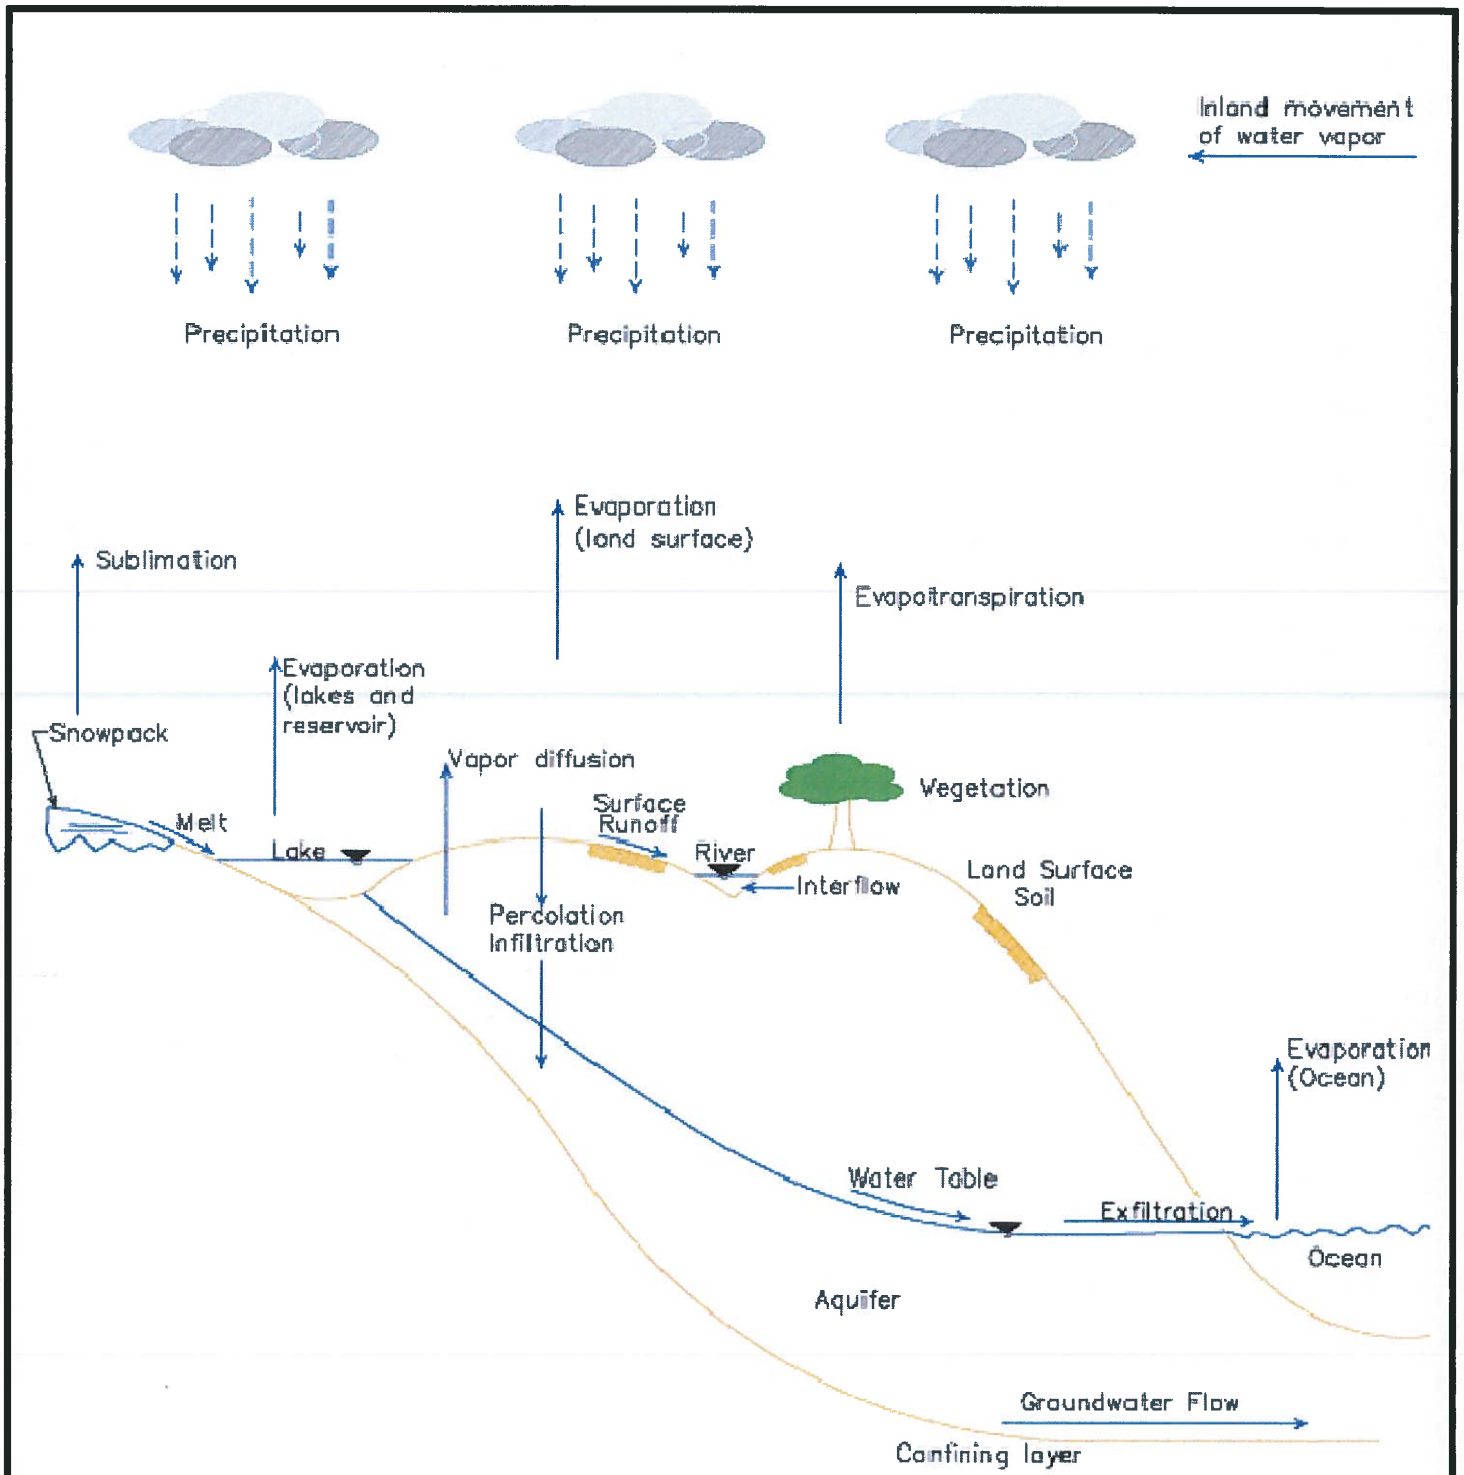 Inland movement
of water vapor
Precipitation
Precipitation
Precipitation
Evaporation
(land surface)
Sublimation
Evapotranspiration
Evaporation
(lakes and
reservoir)
Snowpack
Vapor diffusion
Vegetation
Surface
Runoff
Melt
Lake
River
Interflow
Land Surface
Soil
Percolation
Infiltration
Evaporation
(Ocean)
Water Table
Exfiltration
Ocean
Aquifer
Groundwater Flow
Confining layer